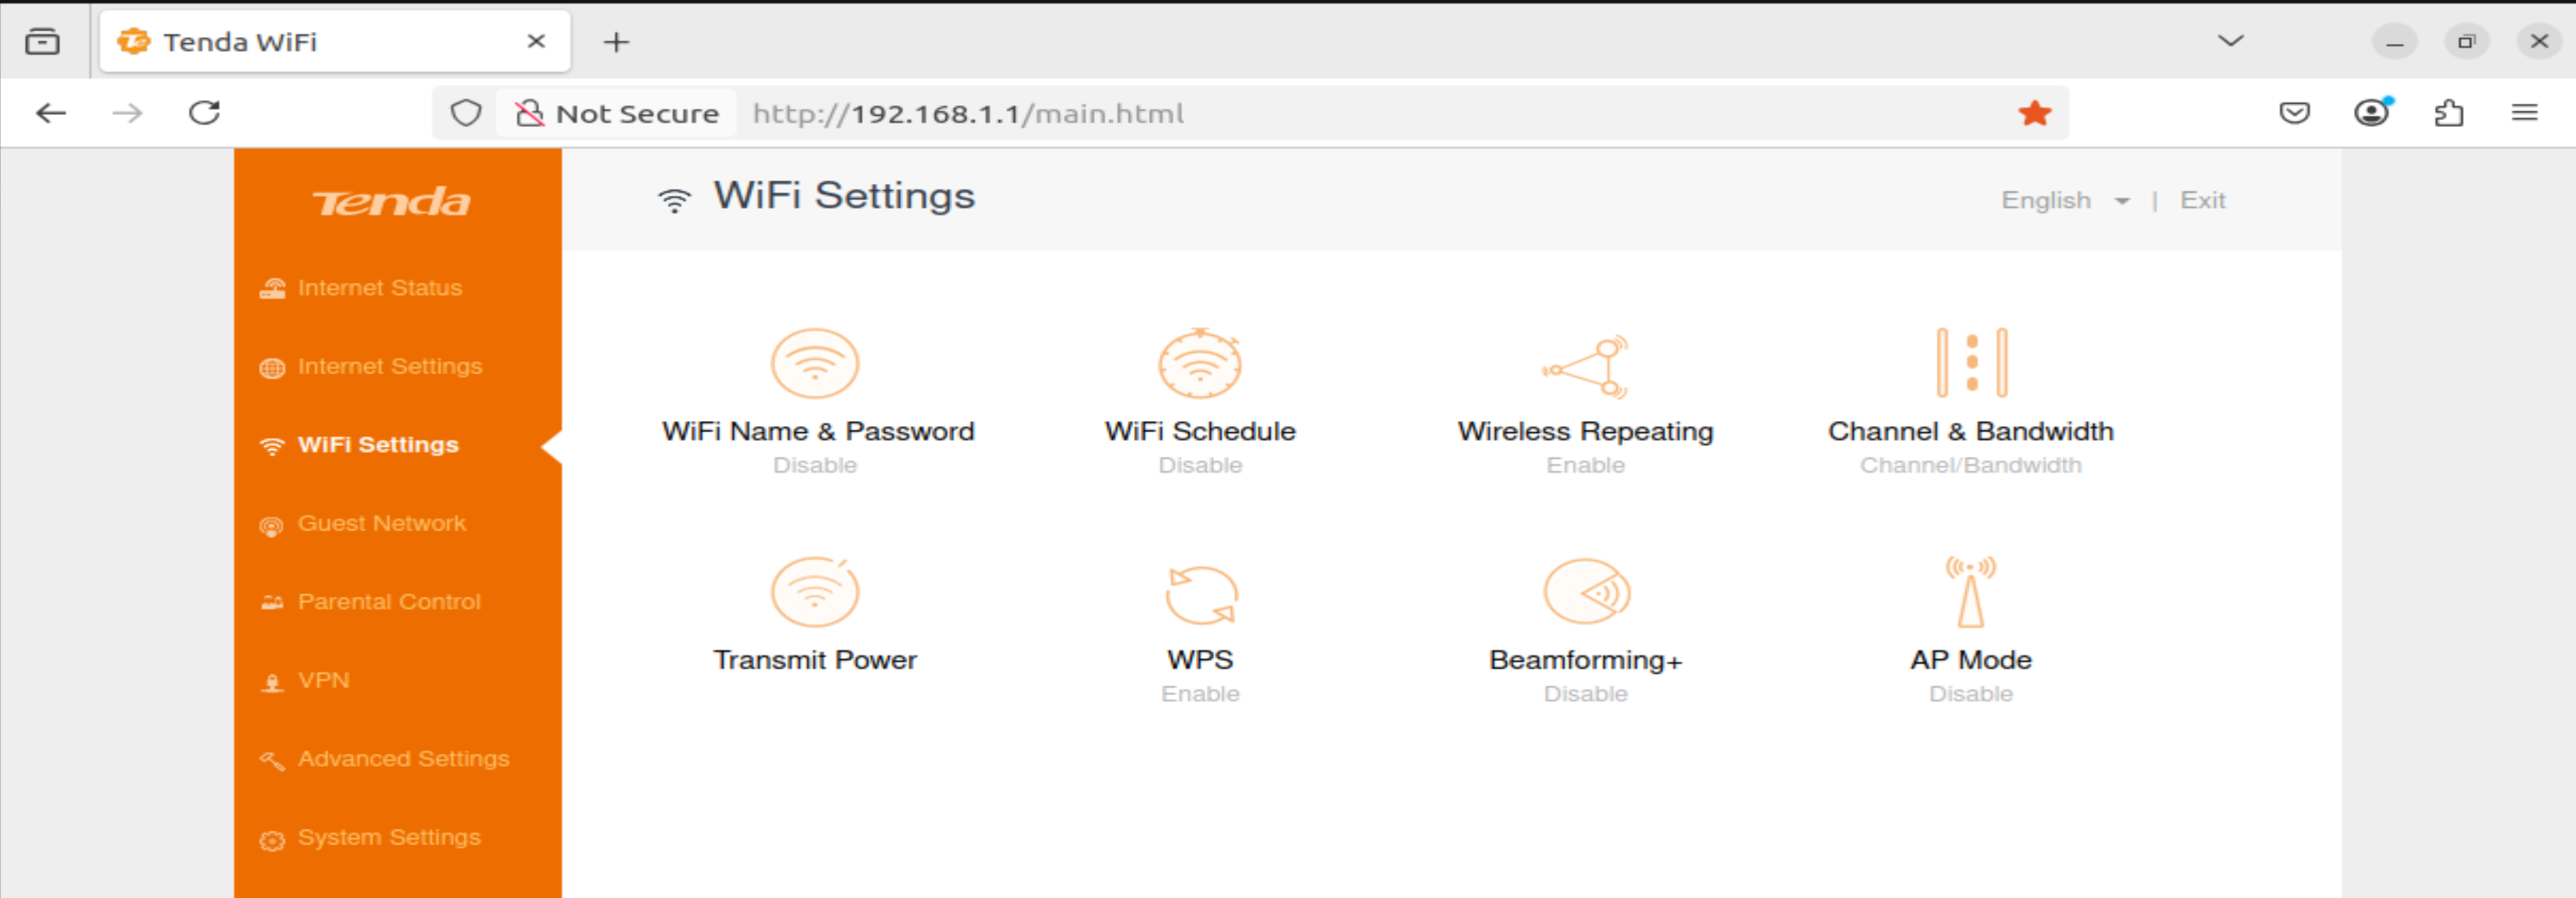 Tenda WiFi
Not Secure http://192.168.1.1/main.html
Tenda
WiFi Settings
English | Exit
Internet Status
Internet Settings
WiFi Settings
Guest Network
Parental Control
VPN
Advanced Settings
System Settings
WiFi Name & Password
Disable
WiFi Schedule
Disable
Wireless Repeating
Enable
Channel & Bandwidth
Channel/Bandwidth
Transmit Power
WPS
Enable
Beamforming+
Disable
AP Mode
Disable